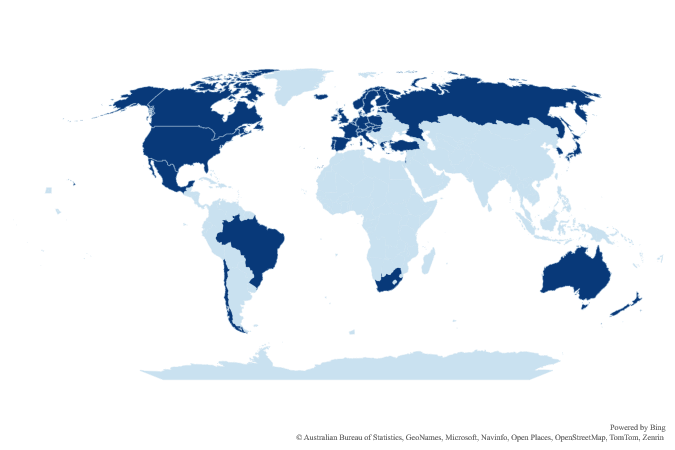 Powered by Bing
© Australian Bureau of Statistics, GeoNames, Microsoft, Navinfo, Open Places, OpenStreetMap, TomTom, Zenrin